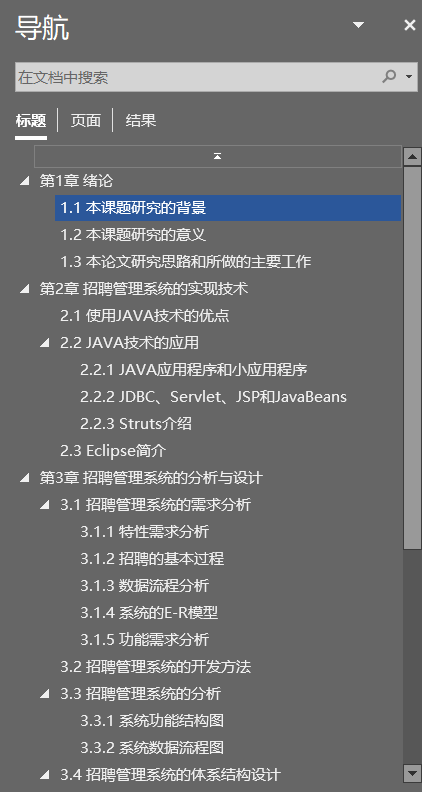 导航
在文档中搜索
标题 页面 结果
第1章 绪论
1.1 本课题研究的背景
1.2 本课题研究的意义
1.3 本论文研究思路和所做的主要工作
第2章 招聘管理系统的实现技术
2.1 使用JAVA技术的优点
2.2 JAVA技术的应用
2.2.1 JAVA应用程序和小应用程序
2.2.2 JDBC、Servlet、JSP和JavaBeans
2.2.3 Struts介绍
2.3 Eclipse简介
第3章 招聘管理系统的分析与设计
3.1 招聘管理系统的需求分析
3.1.1 特性需求分析
3.1.2 招聘的基本过程
3.1.3 数据流程分析
3.1.4 系统的E-R模型
3.1.5 功能需求分析
3.2 招聘管理系统的开发方法
3.3 招聘管理系统的分析
3.3.1 系统功能结构图
3.3.2 系统数据流程图
3.4 招聘管理系统的体系结构设计